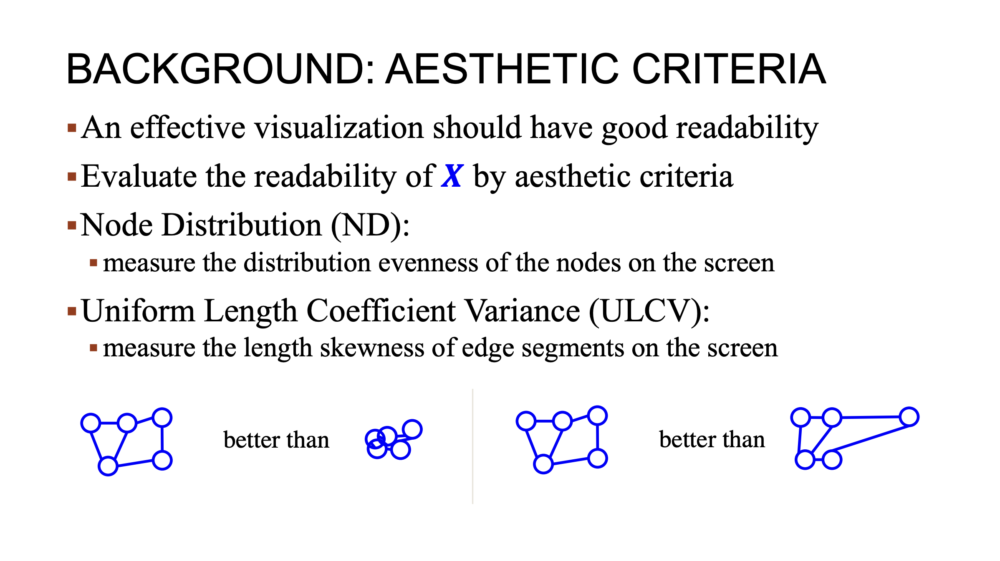 BACKGROUND: AESTHETIC CRITERIA
▪An effective visualization should have good readability
▪Evaluate the readability of X by aesthetic criteria
▪Node Distribution (ND):
▪measure the distribution evenness of the nodes on the screen
▪Uniform Length Coefficient Variance (ULCV):
▪measure the length skewness of edge segments on the screen
better than
better than